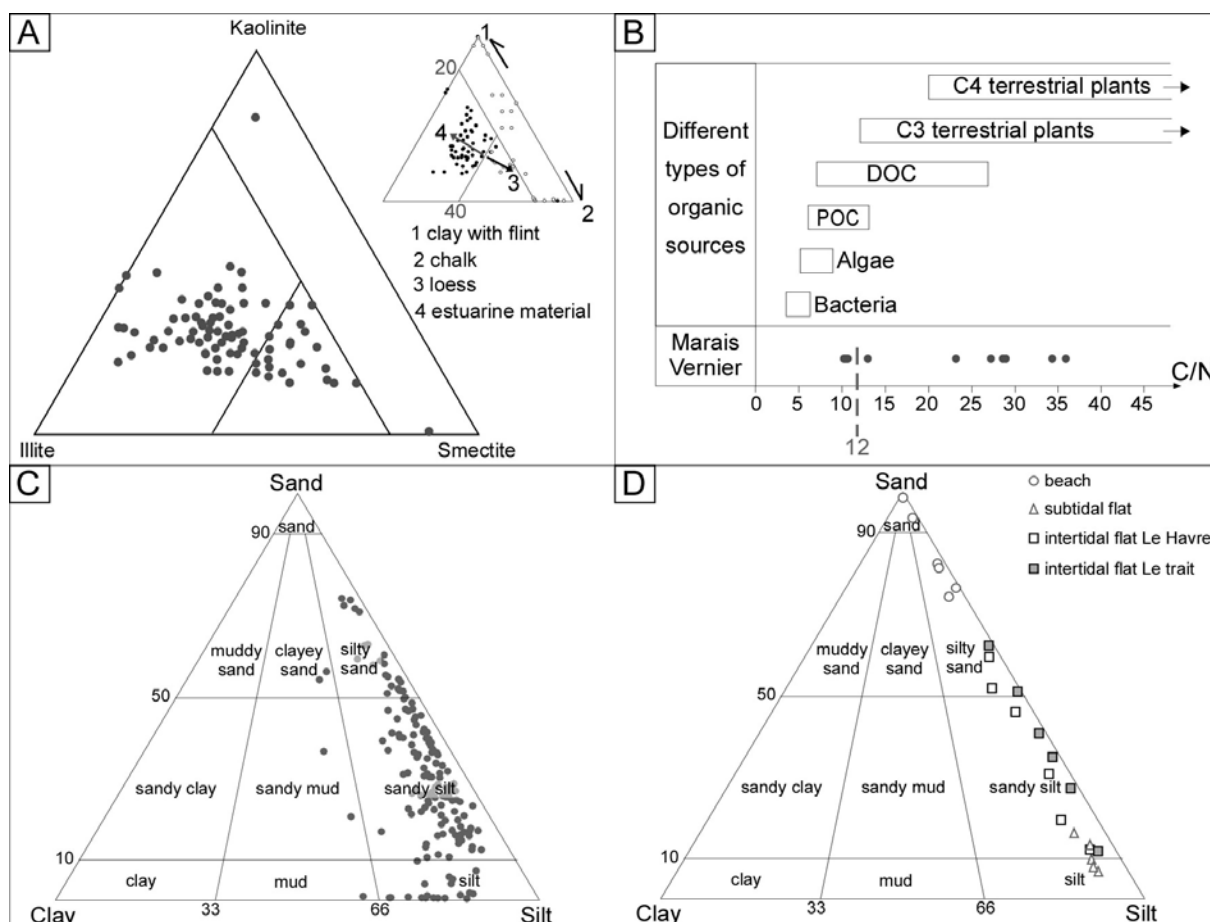 A
Kaolinite
Illite
Smectite
1
20
4
3
40
2
1 clay with flint
2 chalk
3 loess
4 estuarine material
B
Different
types of
organic
sources
C4 terrestrial plants
C3 terrestrial plants
DOC
POC
Algae
Bacteria
Marais
Vernier
C/N
0 5 10 15 20 25 30 35 40 45
12
C
Sand
90
sand
muddy
sand
clayey
sand
silty
sand
50
sandy clay
sandy mud
sandy silt
10
clay
mud
silt
Clay
33
66
Silt
D
Sand
beach
subtidal flat
intertidal flat Le Havre
intertidal flat Le trait
90
sand
muddy
sand
clayey
sand
silty
sand
50
sandy clay
sandy mud
sandy silt
10
clay
mud
silt
Clay
33
66
Silt